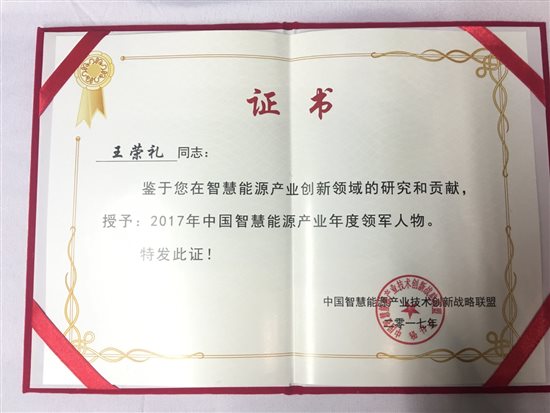 证书
王荣礼 同志：
鉴于您在智慧能源产业创新领域的研究和贡献，
授予：2017年中国智慧能源产业年度领军人物。
特发此证！
中国智慧能源产业技术创新战略联盟
二〇一七年